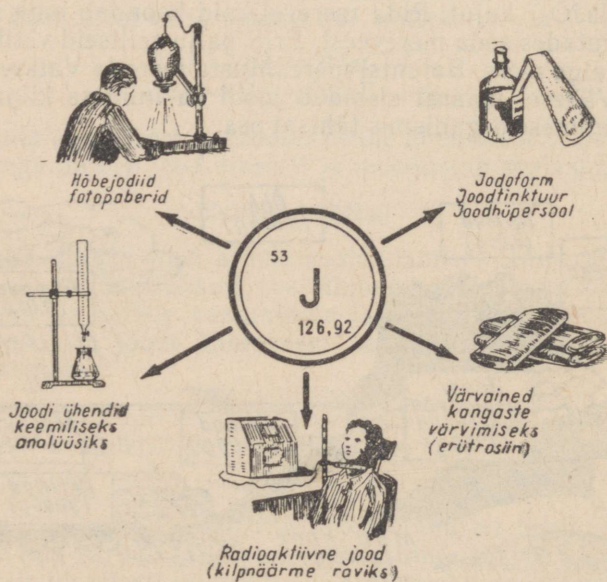 Hõbejodiid
fotopaberid
Jodoform
Joodtinktuur
Joodhüpersool
53
J
126,92
Joodi ühendid
keemiliseks
analüüsiks
Värvained
kangaste
värvimiseks
(erütrosiin)
Radioaktiivne jood
(kilpnäärme raviks)